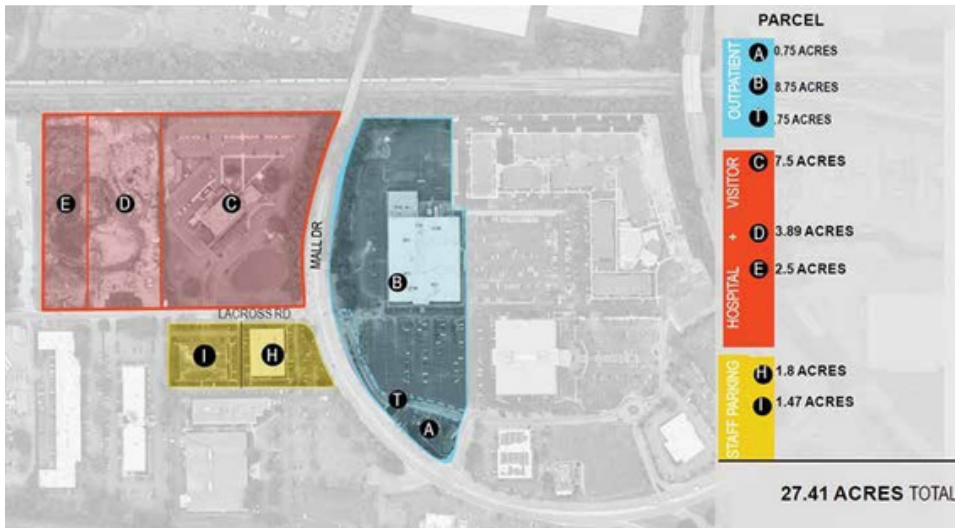 PARCEL
OUTPATIENT
A 0.75 ACRES
B 8.75 ACRES
T .75 ACRES
HOSPITAL + VISITOR
C 7.5 ACRES
D 3.89 ACRES
E 2.5 ACRES
STAFF PARKING
H 1.8 ACRES
I 1.47 ACRES
27.41 ACRES TOTAL
E
D
C
MALL DR
B
LACROSS RD
I
H
T
A